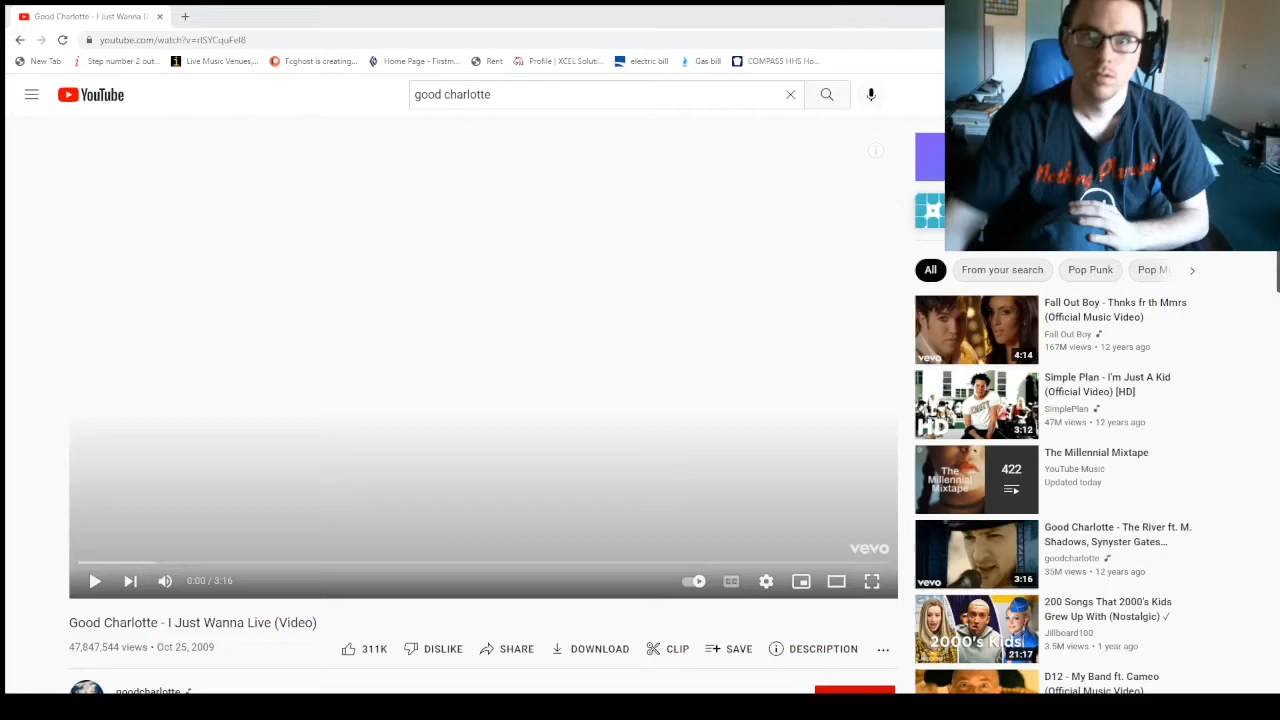 Good Charlotte - I Just Wanna Li
youtube.com/watch?v=rISYCquFeI8
New Tab
Step number 2 out...
Live Music Venues,...
Fcghost is creating...
Home Page - Firstm...
Rent
Profile | XCEL Soluti...
electric bill
Gas bill
COMPASS HHS Ho...
YouTube
good charlotte
All
From your search
Pop Punk
Pop Mu
Fall Out Boy - Thnks fr th Mmrs
(Official Music Video)
Fall Out Boy
167M views • 12 years ago
vevo
4:14
Simple Plan - I'm Just A Kid
(Official Video) [HD]
SimplePlan
47M views • 12 years ago
HD
3:12
The Millennial Mixtape
YouTube Music
Updated today
The
Millennial
Mixtape
422
Good Charlotte - The River ft. M.
Shadows, Synyster Gates...
goodcharlotte
35M views • 12 years ago
vevo
3:16
200 Songs That 2000's Kids
Grew Up With (Nostalgic) ✓
Jillboard100
3.5M views • 1 year ago
2000's Kids
21:17
D12 - My Band ft. Cameo
(Official Music Video)
vevo
0:00 / 3:16
CC
Good Charlotte - I Just Wanna Live (Video)
47,847,544 views • Oct 25, 2009
311K
DISLIKE
SHARE
DOWNLOAD
CLIP
SAVE
DESCRIPTION
goodcharlotte